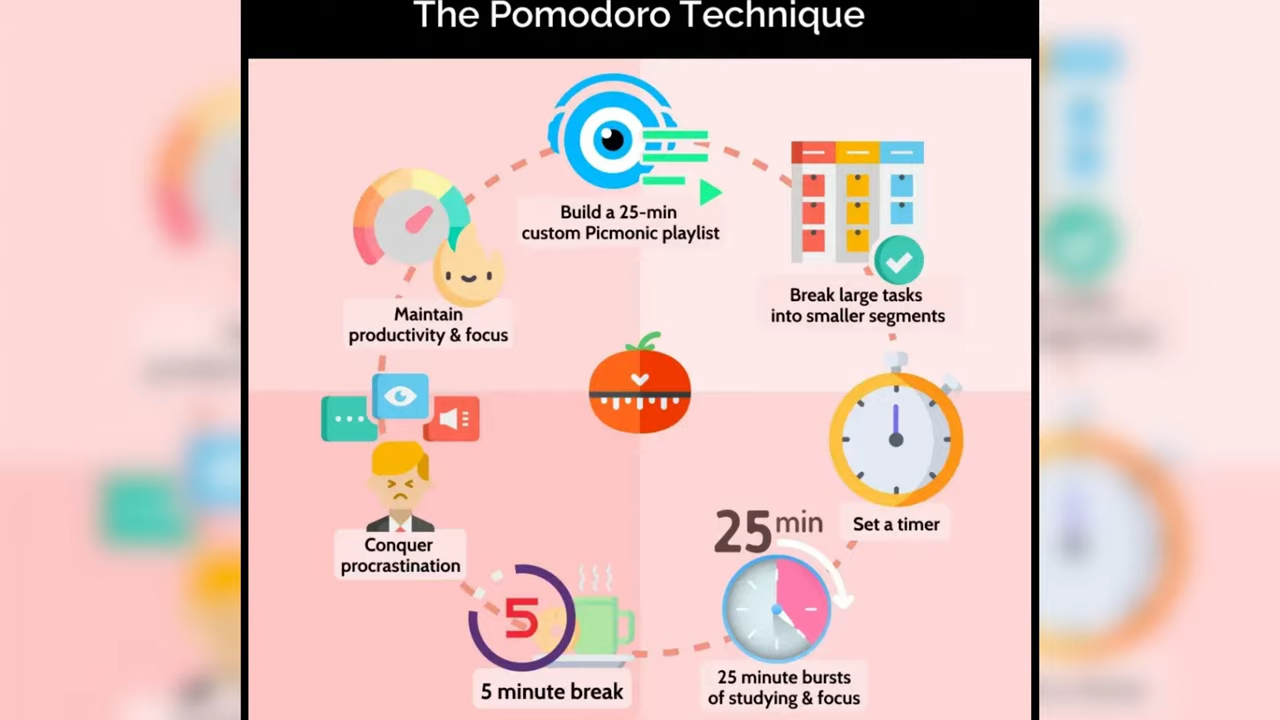 The Pomodoro Technique
Build a 25-min
custom Picmonic playlist
Break large tasks
into smaller segments
Set a timer
25 min
25 minute bursts
of studying & focus
5
5 minute break
Conquer
procrastination
Maintain
productivity & focus